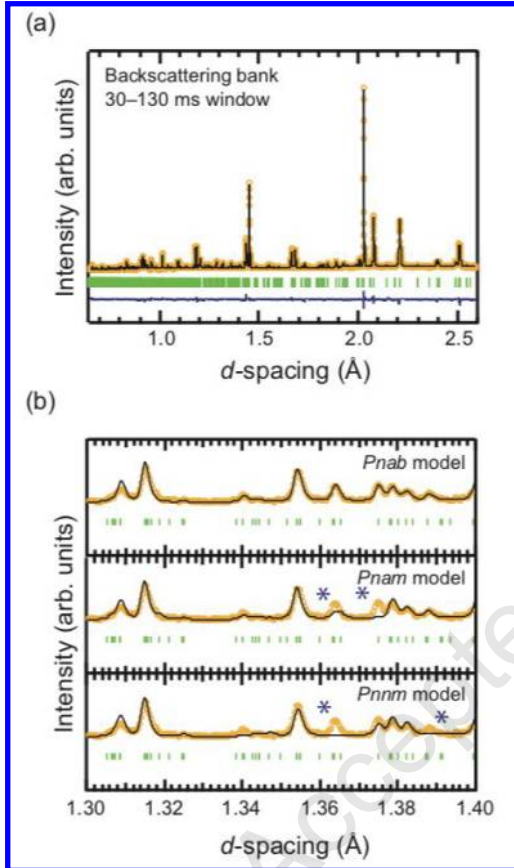 (a)
Backscattering bank
30–130 ms window
Intensity (arb. units)
1.0 1.5 2.0 2.5
d-spacing (Å)
(b)
Pnab model
Pnam model
*
*
Pnnm model
*
*
Intensity (arb. units)
1.30 1.32 1.34 1.36 1.38 1.40
d-spacing (Å)
Accepte